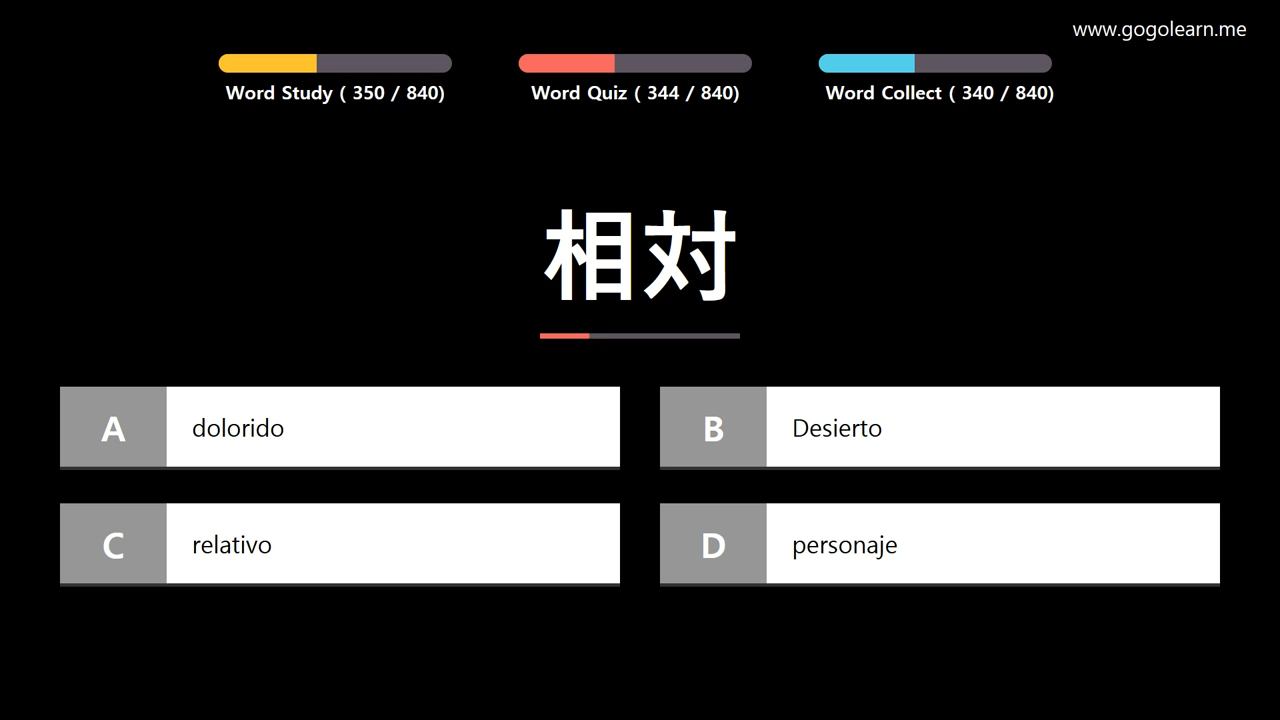 www.gogolearn.me
Word Study ( 350 / 840)
Word Quiz ( 344 / 840)
Word Collect ( 340 / 840)
相対
A dolorido
B Desierto
C relativo
D personaje